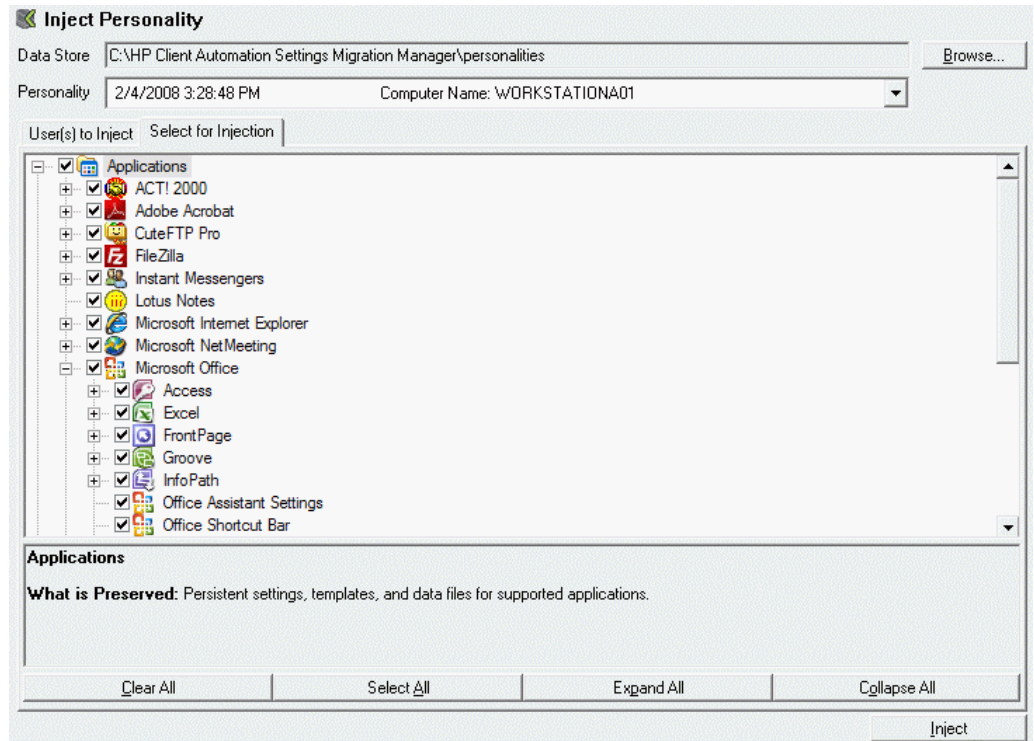 Inject Personality
Data Store C:\HP Client Automation Settings Migration Manager\personalities Browse...
Personality 2/4/2008 3:28:48 PM Computer Name: WORKSTATIONA01
User(s) to Inject Select for Injection
Applications
ACT! 2000
Adobe Acrobat
CuteFTP Pro
FileZilla
Instant Messengers
Lotus Notes
Microsoft Internet Explorer
Microsoft NetMeeting
Microsoft Office
Access
Excel
FrontPage
Groove
InfoPath
Office Assistant Settings
Office Shortcut Bar
Applications
What is Preserved: Persistent settings, templates, and data files for supported applications.
Clear All Select All Expand All Collapse All
Inject